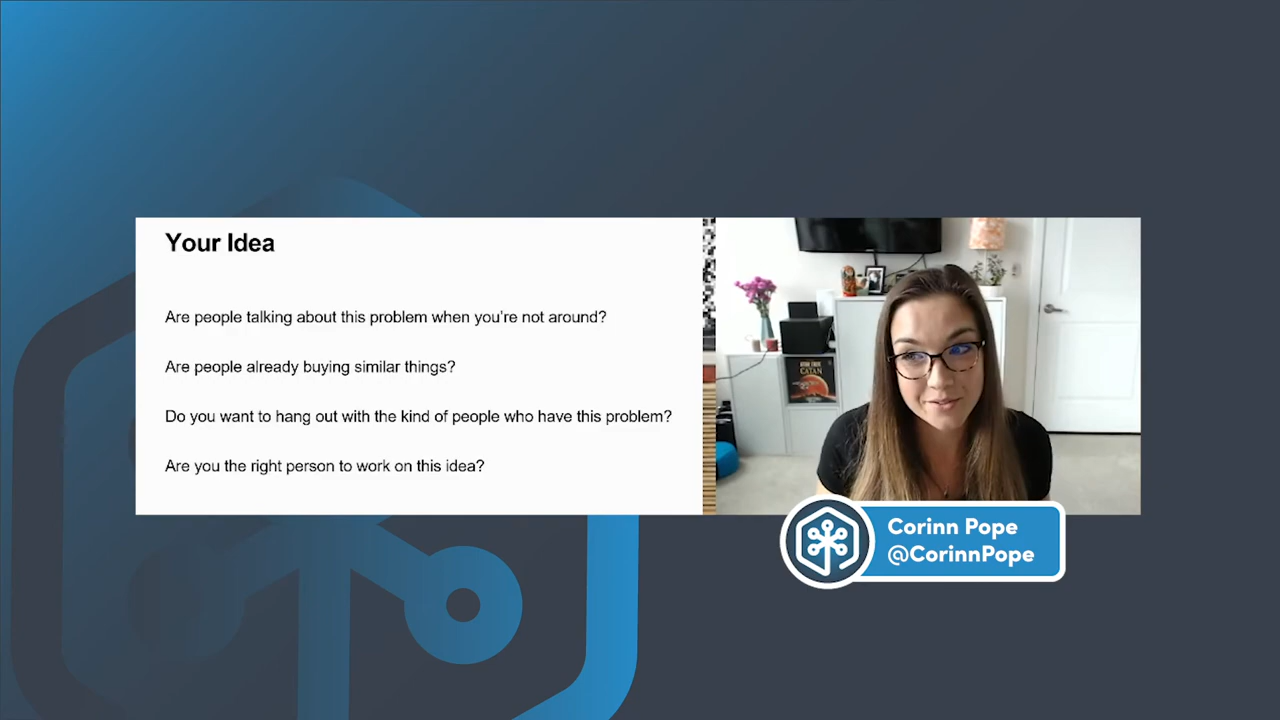 Your Idea
Are people talking about this problem when you're not around?
Are people already buying similar things?
Do you want to hang out with the kind of people who have this problem?
Are you the right person to work on this idea?
CATAN
Corinn Pope
@CorinnPope